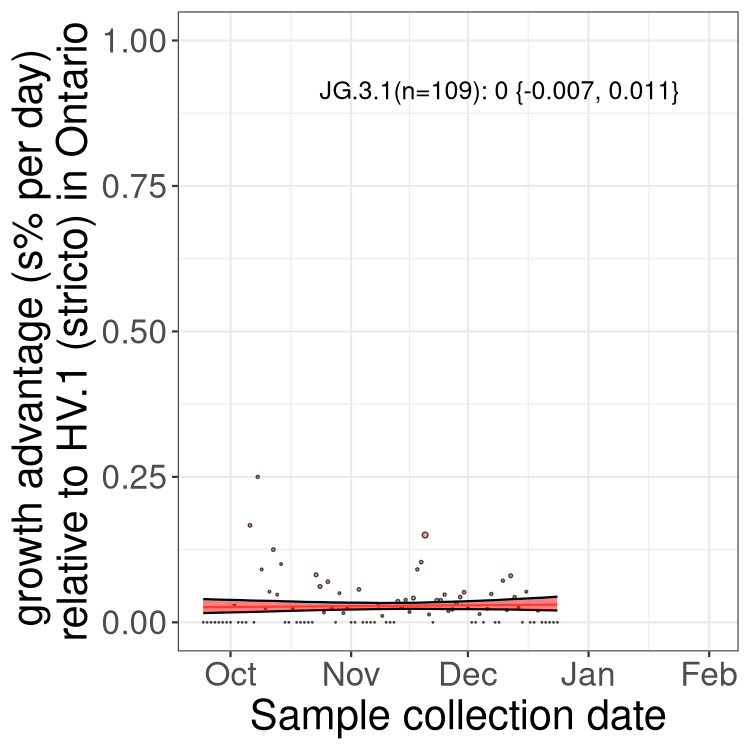 growth advantage (s% per day)
relative to HV.1 (stricto) in Ontario
1.00
0.75
0.50
0.25
0.00
JG.3.1(n=109): 0 {-0.007, 0.011}
Oct Nov Dec Jan Feb
Sample collection date